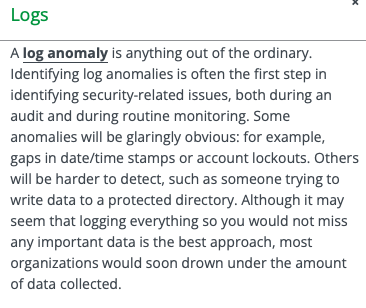 ×
Logs
A log anomaly is anything out of the ordinary.
Identifying log anomalies is often the first step in
identifying security-related issues, both during an
audit and during routine monitoring. Some
anomalies will be glaringly obvious: for example,
gaps in date/time stamps or account lockouts. Others
will be harder to detect, such as someone trying to
write data to a protected directory. Although it may
seem that logging everything so you would not miss
any important data is the best approach, most
organizations would soon drown under the amount
of data collected.